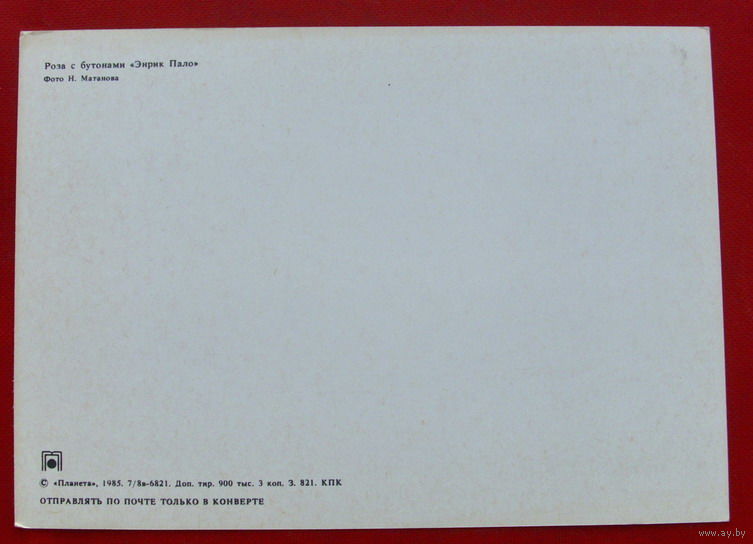 Роза с бутонами «Энрик Пало»
Фото Н. Матанова
© «Планета», 1985. 7/8в-6821. Доп. тир. 900 тыс. 3 коп. З. 821. КПК
ОТПРАВЛЯТЬ ПО ПОЧТЕ ТОЛЬКО В КОНВЕРТЕ
www.ay.by